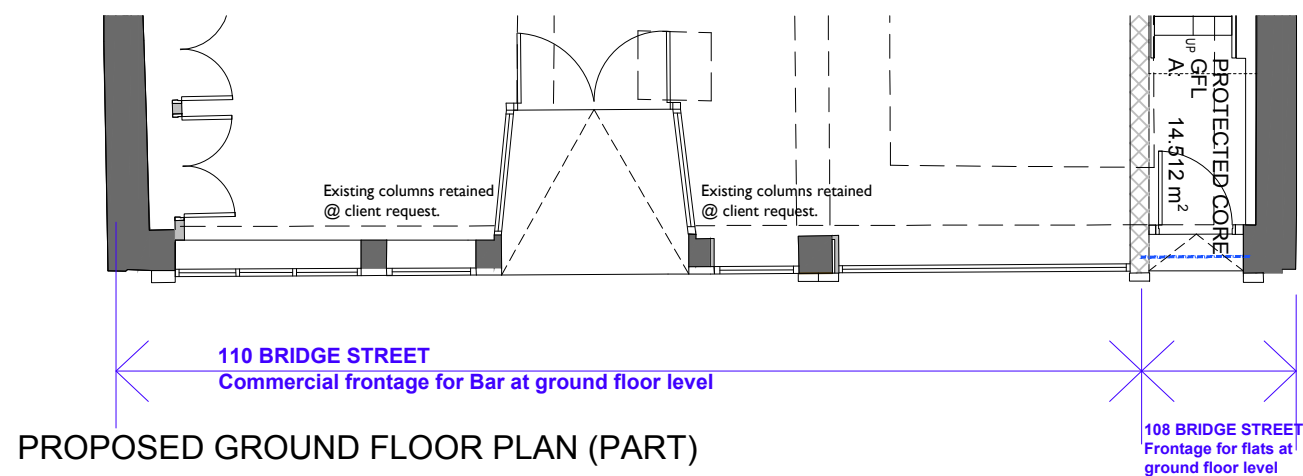 UP
PROTECTED CORE
GFL
A: 14.512 m²
Existing columns retained
@ client request.
Existing columns retained
@ client request.
110 BRIDGE STREET
Commercial frontage for Bar at ground floor level
108 BRIDGE STREET
Frontage for flats at
ground floor level
PROPOSED GROUND FLOOR PLAN (PART)